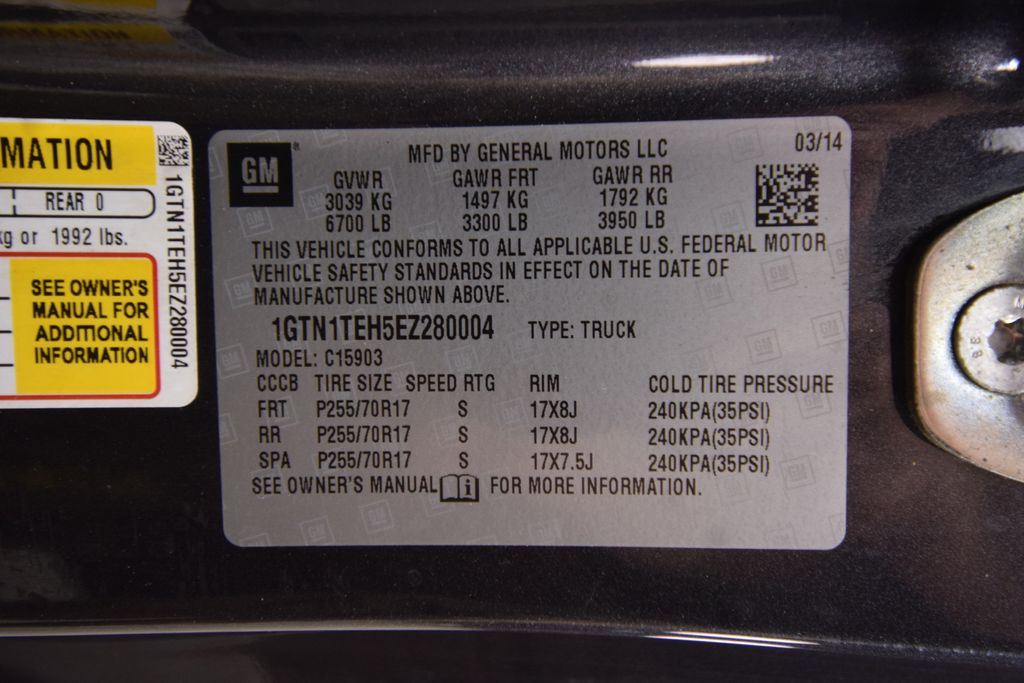 MATION
REAR 0
kg or 1992 lbs.
SEE OWNER'S
MANUAL FOR
ADDITIONAL
INFORMATION
1GTN1TEH5EZ280004
GM
MFD BY GENERAL MOTORS LLC
03/14
GVWR GAWR FRT GAWR RR
3039 KG 1497 KG 1792 KG
6700 LB 3300 LB 3950 LB
THIS VEHICLE CONFORMS TO ALL APPLICABLE U.S. FEDERAL MOTOR
VEHICLE SAFETY STANDARDS IN EFFECT ON THE DATE OF
MANUFACTURE SHOWN ABOVE.
1GTN1TEH5EZ280004 TYPE: TRUCK
MODEL: C15903
CCCB TIRE SIZE SPEED RTG RIM COLD TIRE PRESSURE
FRT P255/70R17 S 17X8J 240KPA(35PSI)
RR P255/70R17 S 17X8J 240KPA(35PSI)
SPA P255/70R17 S 17X7.5J 240KPA(35PSI)
SEE OWNER'S MANUAL i FOR MORE INFORMATION.